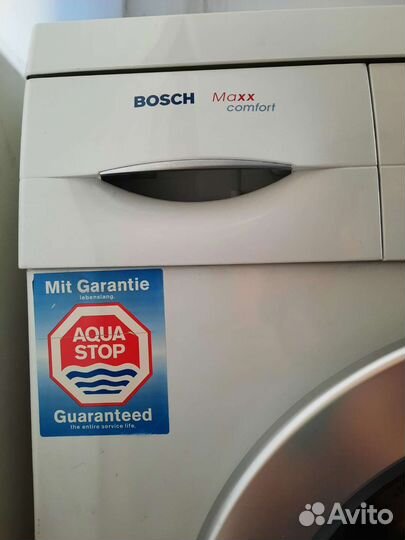 BOSCH Maxx
comfort
Mit Garantie
lebenslang.
AQUA
STOP
Guaranteed
the entire service life.
Avito